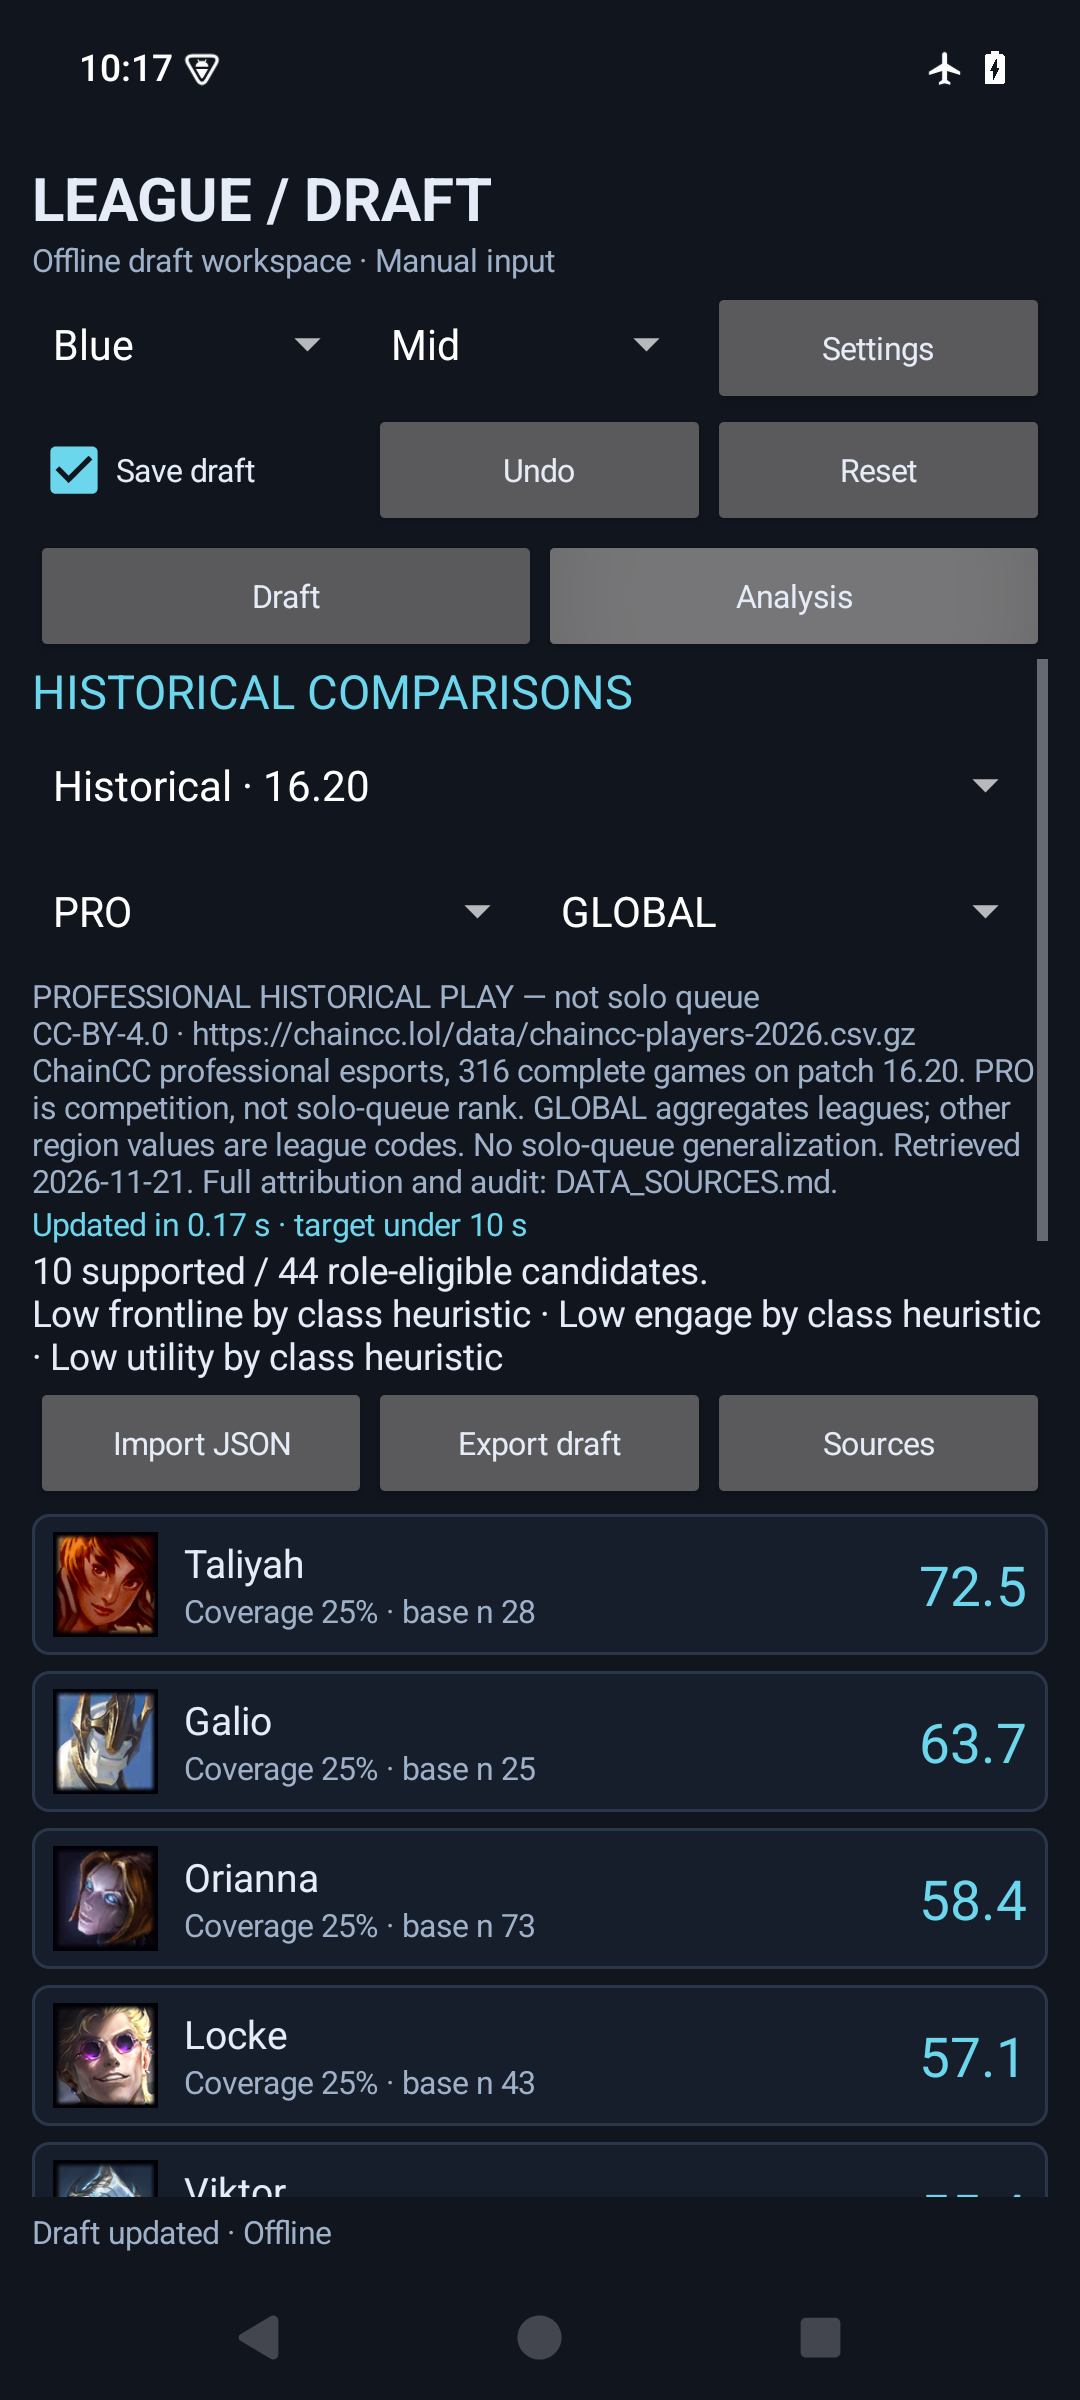 10:17
LEAGUE / DRAFT
Offline draft workspace · Manual input
Blue
Mid
Settings
Save draft
Undo
Reset
Draft
Analysis
HISTORICAL COMPARISONS
Historical · 16.20
PRO
GLOBAL
PROFESSIONAL HISTORICAL PLAY — not solo queue
CC-BY-4.0 · https://chaincc.lol/data/chaincc-players-2026.csv.gz
ChainCC professional esports, 316 complete games on patch 16.20. PRO
is competition, not solo-queue rank. GLOBAL aggregates leagues; other
region values are league codes. No solo-queue generalization. Retrieved
2026-11-21. Full attribution and audit: DATA_SOURCES.md.
Updated in 0.17 s · target under 10 s
10 supported / 44 role-eligible candidates.
Low frontline by class heuristic · Low engage by class heuristic
· Low utility by class heuristic
Import JSON
Export draft
Sources
Taliyah
Coverage 25% · base n 28
72.5
Galio
Coverage 25% · base n 25
63.7
Orianna
Coverage 25% · base n 73
58.4
Locke
Coverage 25% · base n 43
57.1
Viktor
Draft updated · Offline